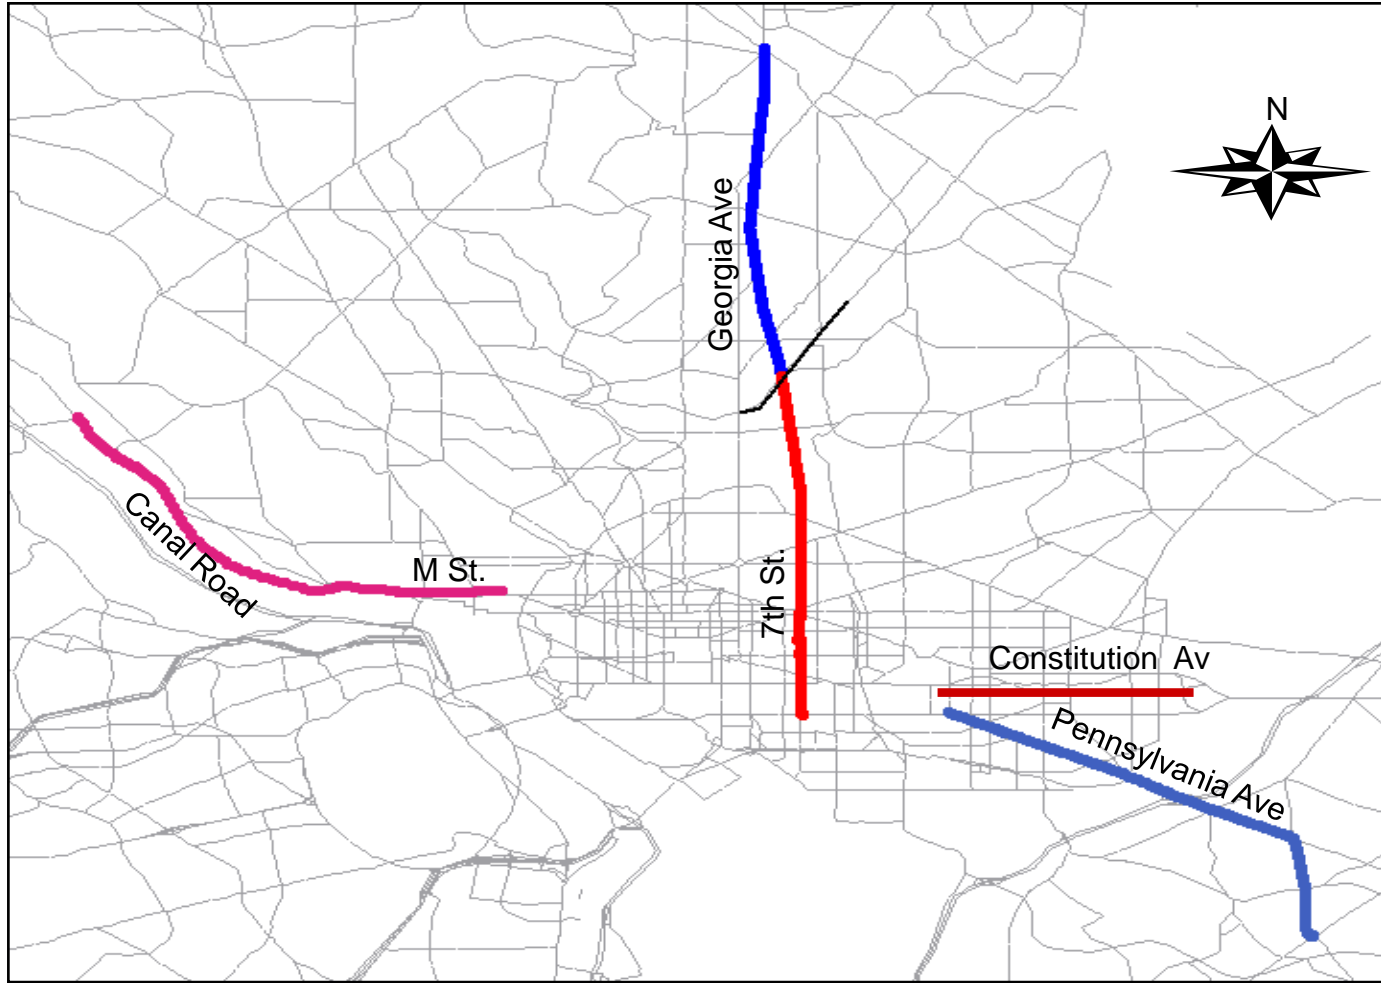 N
Georgia Ave
Canal Road
M St.
7th St.
Constitution Av
Pennsylvania Ave